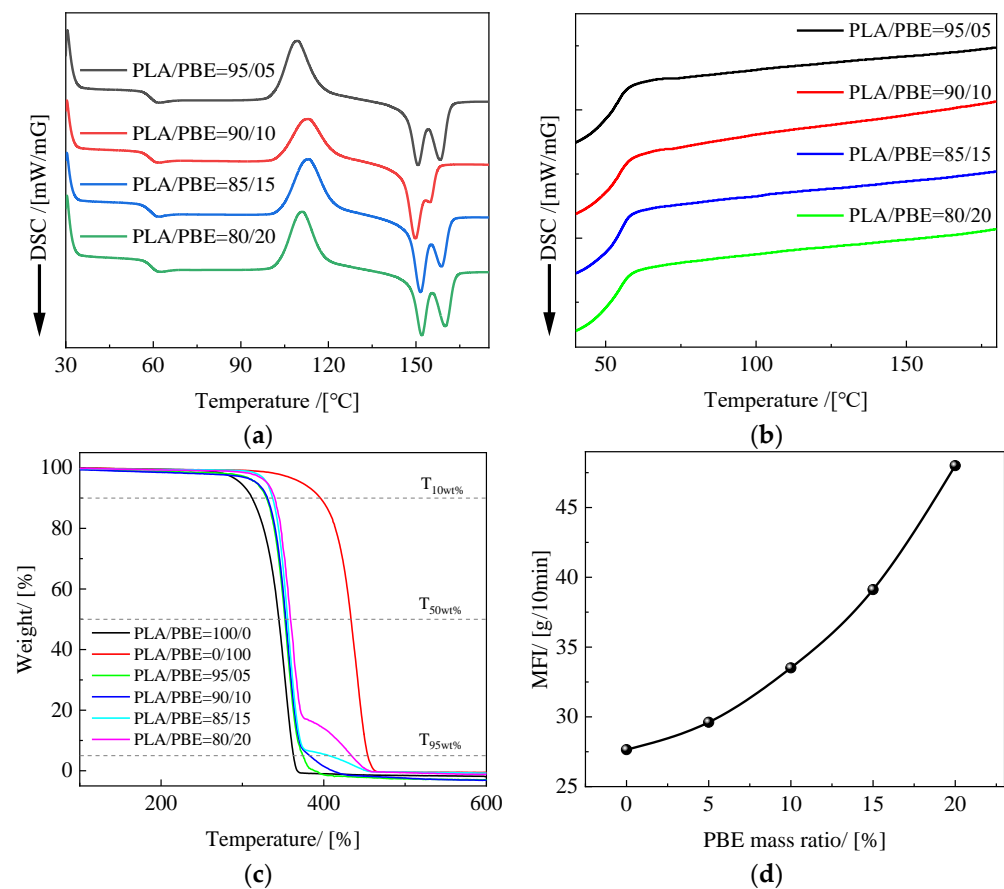 PLA/PBE=95/05
PLA/PBE=90/10
PLA/PBE=85/15
PLA/PBE=80/20
DSC /[mW/mG]
30 60 90 120 150
Temperature /[℃]
(a)
PLA/PBE=95/05
PLA/PBE=90/10
PLA/PBE=85/15
PLA/PBE=80/20
DSC /[mW/mG]
50 100 150
Temperature /[℃]
(b)
100
80
60
40
20
0
Weight/ [%]
T10wt%
T50wt%
T95wt%
PLA/PBE=100/0
PLA/PBE=0/100
PLA/PBE=95/05
PLA/PBE=90/10
PLA/PBE=85/15
PLA/PBE=80/20
200 400 600
Temperature/ [%]
(c)
45
40
35
30
25
MFI/ [g/10min]
0 5 10 15 20
PBE mass ratio/ [%]
(d)